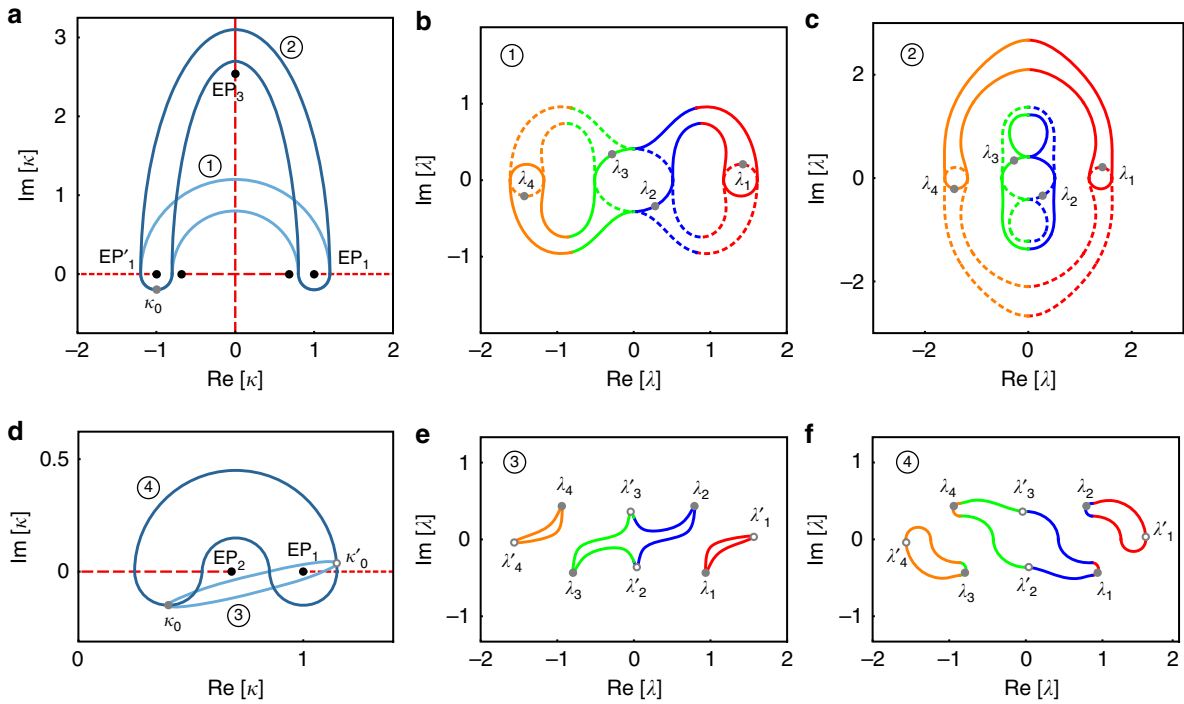 a
3
2
1
0
−2
−1
0
1
2
Im [κ]
Re [κ]
②
①
EP3
EP′1
EP1
κ0
b
①
1
0
−1
−2
−1
0
1
2
Im [λ]
Re [λ]
λ4
λ3
λ2
λ1
c
②
2
0
−2
−2
0
2
Im [λ]
Re [λ]
λ3
λ4
λ1
λ2
d
0.5
0
0
1
Im [κ]
Re [κ]
④
EP2
EP1
κ′0
κ0
③
e
③
1
0
−1
−2
−1
0
1
2
Im [λ]
Re [λ]
λ4
λ′3
λ2
λ′1
λ′4
λ3
λ′2
λ1
f
④
1
0
−1
−2
−1
0
1
2
Im [λ]
Re [λ]
λ4
λ′3
λ2
λ′1
λ′4
λ3
λ′2
λ1